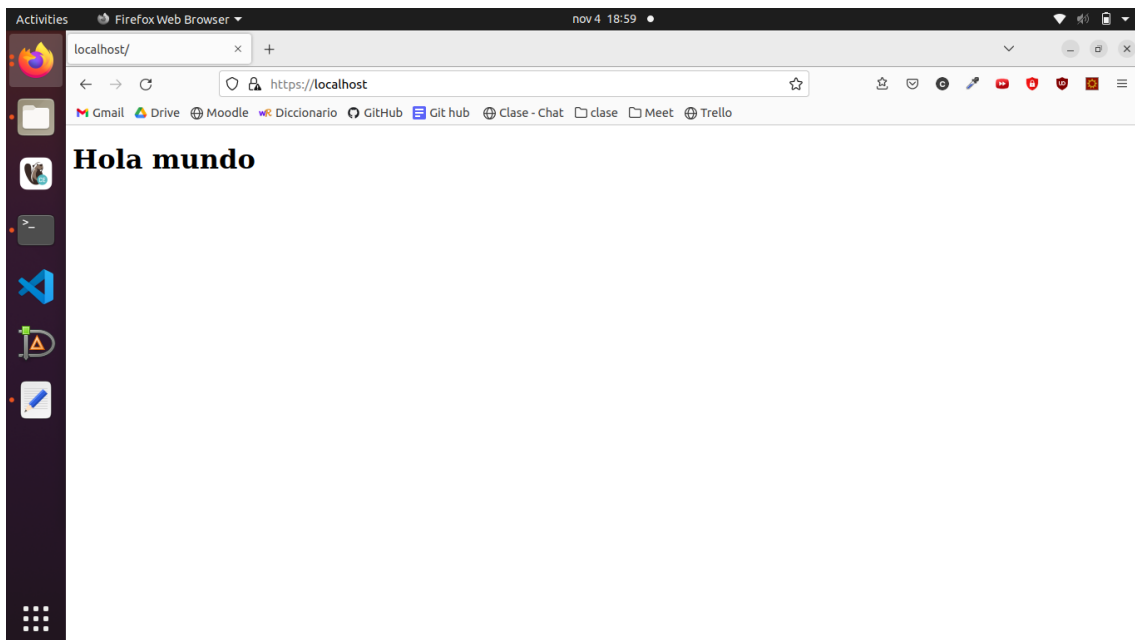 Activities Firefox Web Browser nov 4 18:59
localhost/
https://localhost
Gmail Drive Moodle wR Diccionario GitHub Git hub Clase - Chat clase Meet Trello
Hola mundo